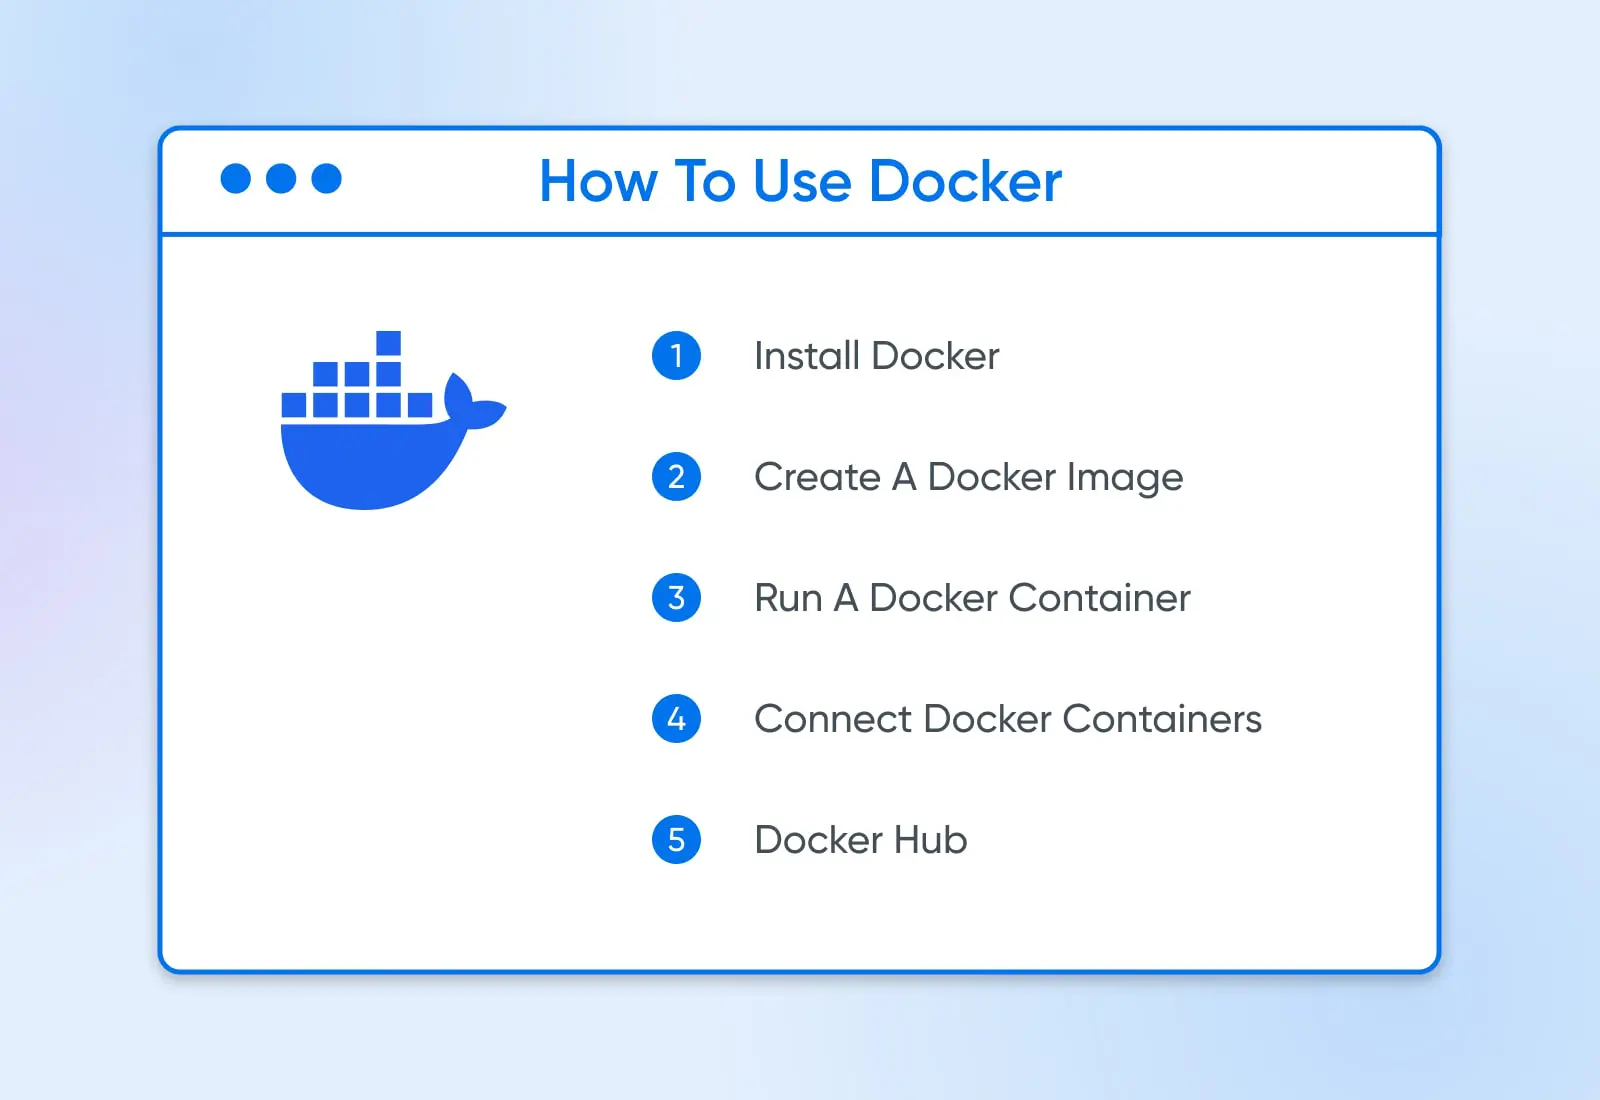 How To Use Docker
1 Install Docker
2 Create A Docker Image
3 Run A Docker Container
4 Connect Docker Containers
5 Docker Hub